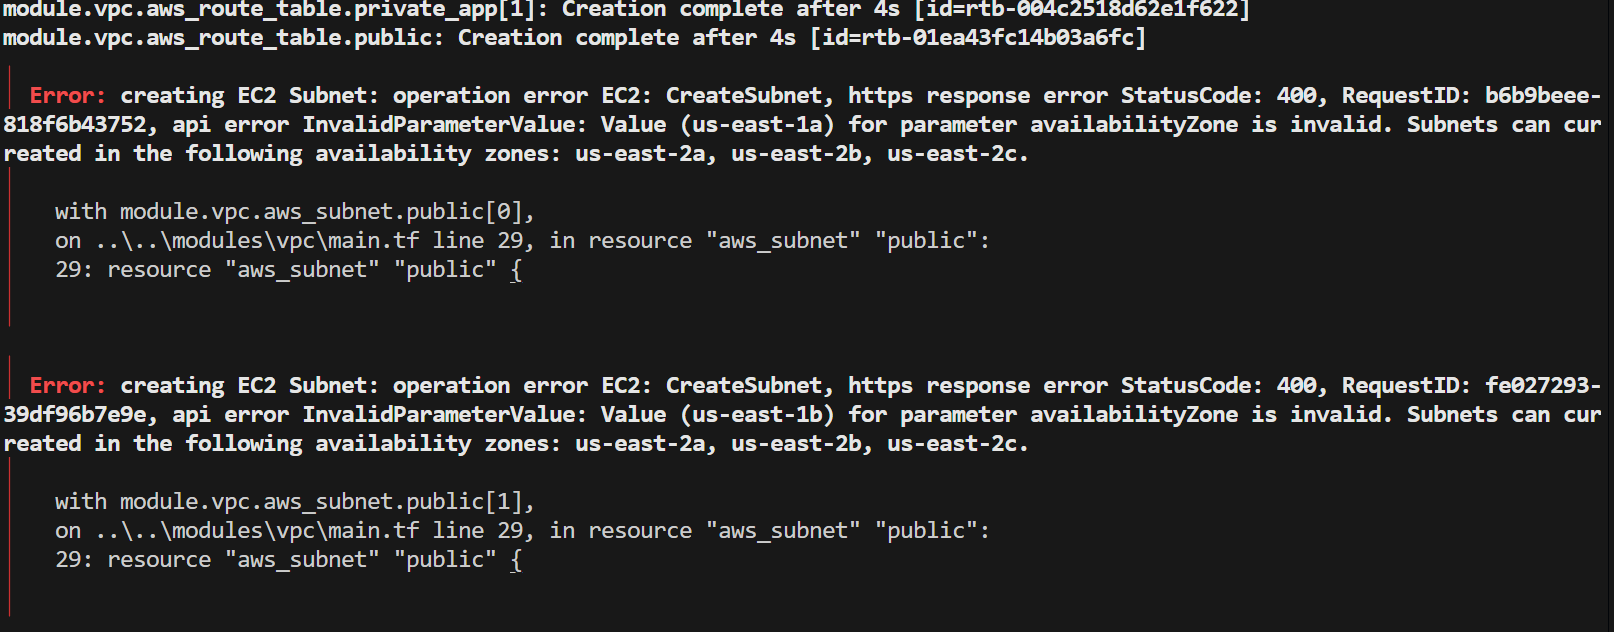 module.vpc.aws_route_table.private_app[1]: Creation complete after 4s [id=rtb-004c2518d62e1f622]
module.vpc.aws_route_table.public: Creation complete after 4s [id=rtb-01ea43fc14b03a6fc]
Error: creating EC2 Subnet: operation error EC2: CreateSubnet, https response error StatusCode: 400, RequestID: b6b9beee-
818f6b43752, api error InvalidParameterValue: Value (us-east-1a) for parameter availabilityZone is invalid. Subnets can cur
reated in the following availability zones: us-east-2a, us-east-2b, us-east-2c.
with module.vpc.aws_subnet.public[0],
on ..\..\modules\vpc\main.tf line 29, in resource "aws_subnet" "public":
29: resource "aws_subnet" "public" {
Error: creating EC2 Subnet: operation error EC2: CreateSubnet, https response error StatusCode: 400, RequestID: fe027293-
39df96b7e9e, api error InvalidParameterValue: Value (us-east-1b) for parameter availabilityZone is invalid. Subnets can cur
reated in the following availability zones: us-east-2a, us-east-2b, us-east-2c.
with module.vpc.aws_subnet.public[1],
on ..\..\modules\vpc\main.tf line 29, in resource "aws_subnet" "public":
29: resource "aws_subnet" "public" {